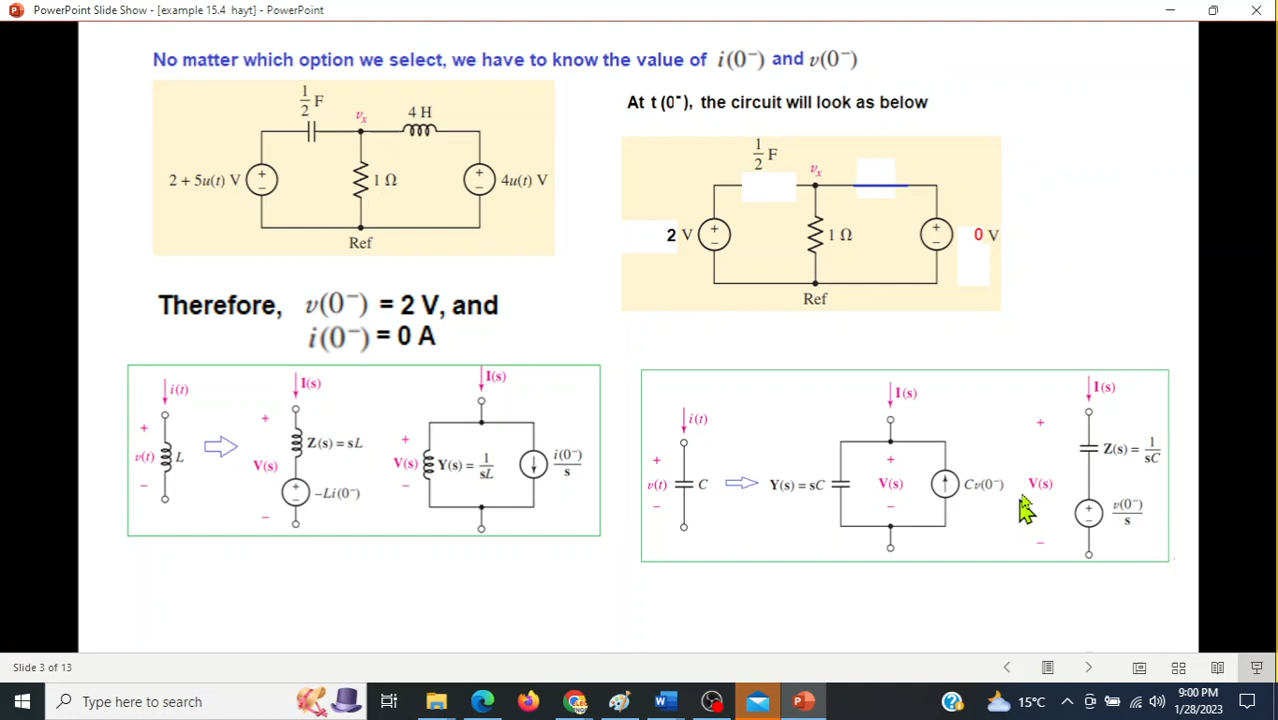 PowerPoint Slide Show - [example 15.4 hayt] - PowerPoint
No matter which option we select, we have to know the value of i(0⁻) and v(0⁻)
1/2 F
vₓ
4 H
2 + 5u(t) V
+
−
1 Ω
+
−
4u(t) V
Ref
At t (0⁻), the circuit will look as below
1/2 F
vₓ
2 V
+
−
1 Ω
+
−
0 V
Ref
Therefore, v(0⁻) = 2 V, and
i(0⁻) = 0 A
i(t)
+
v(t)
−
L
I(s)
+
V(s)
−
Z(s) = sL
+
−
−Li(0⁻)
I(s)
+
V(s)
−
Y(s) = 1/sL
i(0⁻)/s
i(t)
+
v(t)
−
C
I(s)
Y(s) = sC
+
V(s)
−
Cv(0⁻)
I(s)
+
V(s)
−
Z(s) = 1/sC
+
−
v(0⁻)/s
Slide 3 of 13
Type here to search
ELEC
15°C
9:00 PM
1/28/2023